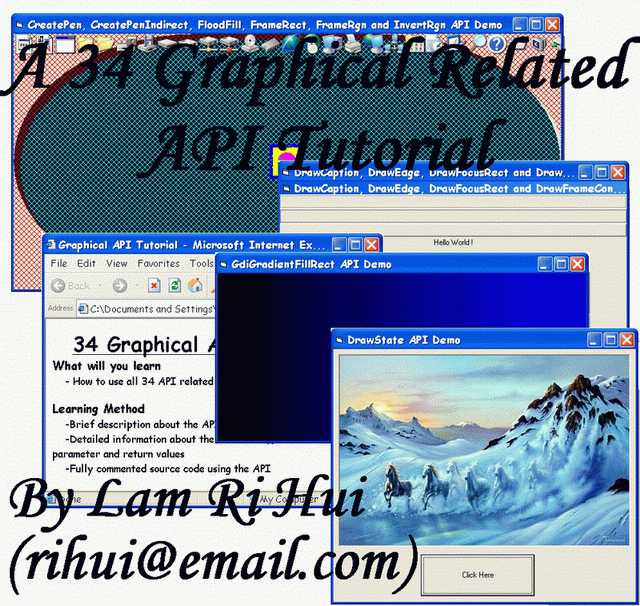 CreatePen, CreatePenIndirect, FloodFill, FrameRect, FrameRgn and InvertRgn API Demo
A 34 Graphical Related
API Tutorial
DrawCaption, DrawEdge, DrawFocusRect and Draw...
DrawCaption, DrawEdge, DrawFocusRect and DrawFrameCon...
Hello World !
Graphical API Tutorial - Microsoft Internet Ex...
File Edit View Favorites Tools
Back
Address C:\Documents and Settings\
34 Graphical A
What will you learn
- How to use all 34 API related
Learning Method
-Brief description about the AP
-Detailed information about the
parameter and return values
-Fully commented source code using the API
My Computer
GdiGradientFillRect API Demo
DrawState API Demo
Click Here
By Lam Ri Hui
(rihui@email.com)